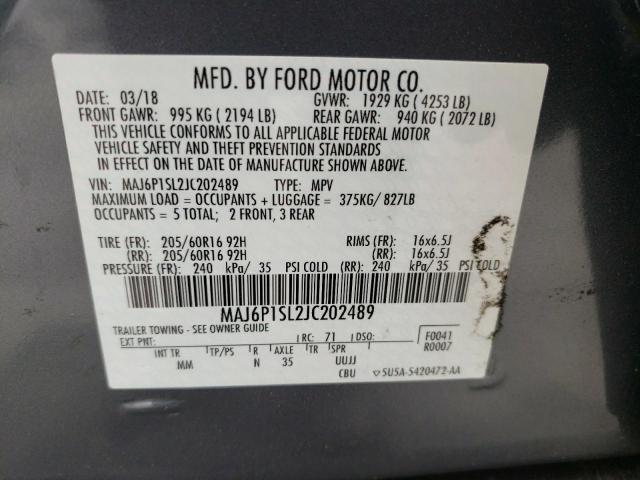 MFD. BY FORD MOTOR CO.
DATE: 03/18 GVWR: 1929 KG ( 4253 LB)
FRONT GAWR: 995 KG ( 2194 LB) REAR GAWR: 940 KG ( 2072 LB)
THIS VEHICLE CONFORMS TO ALL APPLICABLE FEDERAL MOTOR
VEHICLE SAFETY AND THEFT PREVENTION STANDARDS
IN EFFECT ON THE DATE OF MANUFACTURE SHOWN ABOVE.
VIN: MAJ6P1SL2JC202489 TYPE: MPV
MAXIMUM LOAD = OCCUPANTS + LUGGAGE = 375KG/ 827LB
OCCUPANTS = 5 TOTAL; 2 FRONT, 3 REAR
TIRE (FR): 205/60R16 92H RIMS (FR): 16x6.5J
(RR): 205/60R16 92H (RR): 16x6.5J
PRESSURE (FR): 240 kPa/ 35 PSI COLD (RR): 240 kPa/ 35 PSI COLD
MAJ6P1SL2JC202489
TRAILER TOWING - SEE OWNER GUIDE
EXT PNT: RC: 71 DSO: F0041
R0007
INT TR TP/PS R AXLE TR SPR
MM N 35 UUJJ
CBU 5U5A-5420472-AA